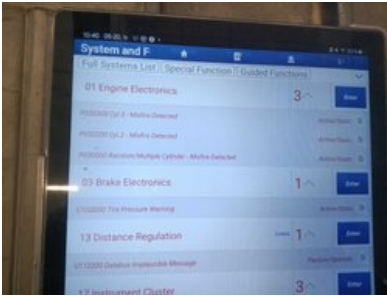 System and F
Full Systems List Special Function Guided Functions
01 Engine Electronics 3 Enter
P030300 Cyl.3 - Misfire Detected Active/Static
P030200 Cyl.2 - Misfire Detected Active/Static
P030000 Random/Multiple Cylinder - Misfire Detected Active/Static
03 Brake Electronics 1 Enter
Tire Pressure Warning Active/Static
13 Distance Regulation 1 Enter
U112300 Databus Implausible Message Passive/Sporadic
17 Instrument Cluster 3 Enter